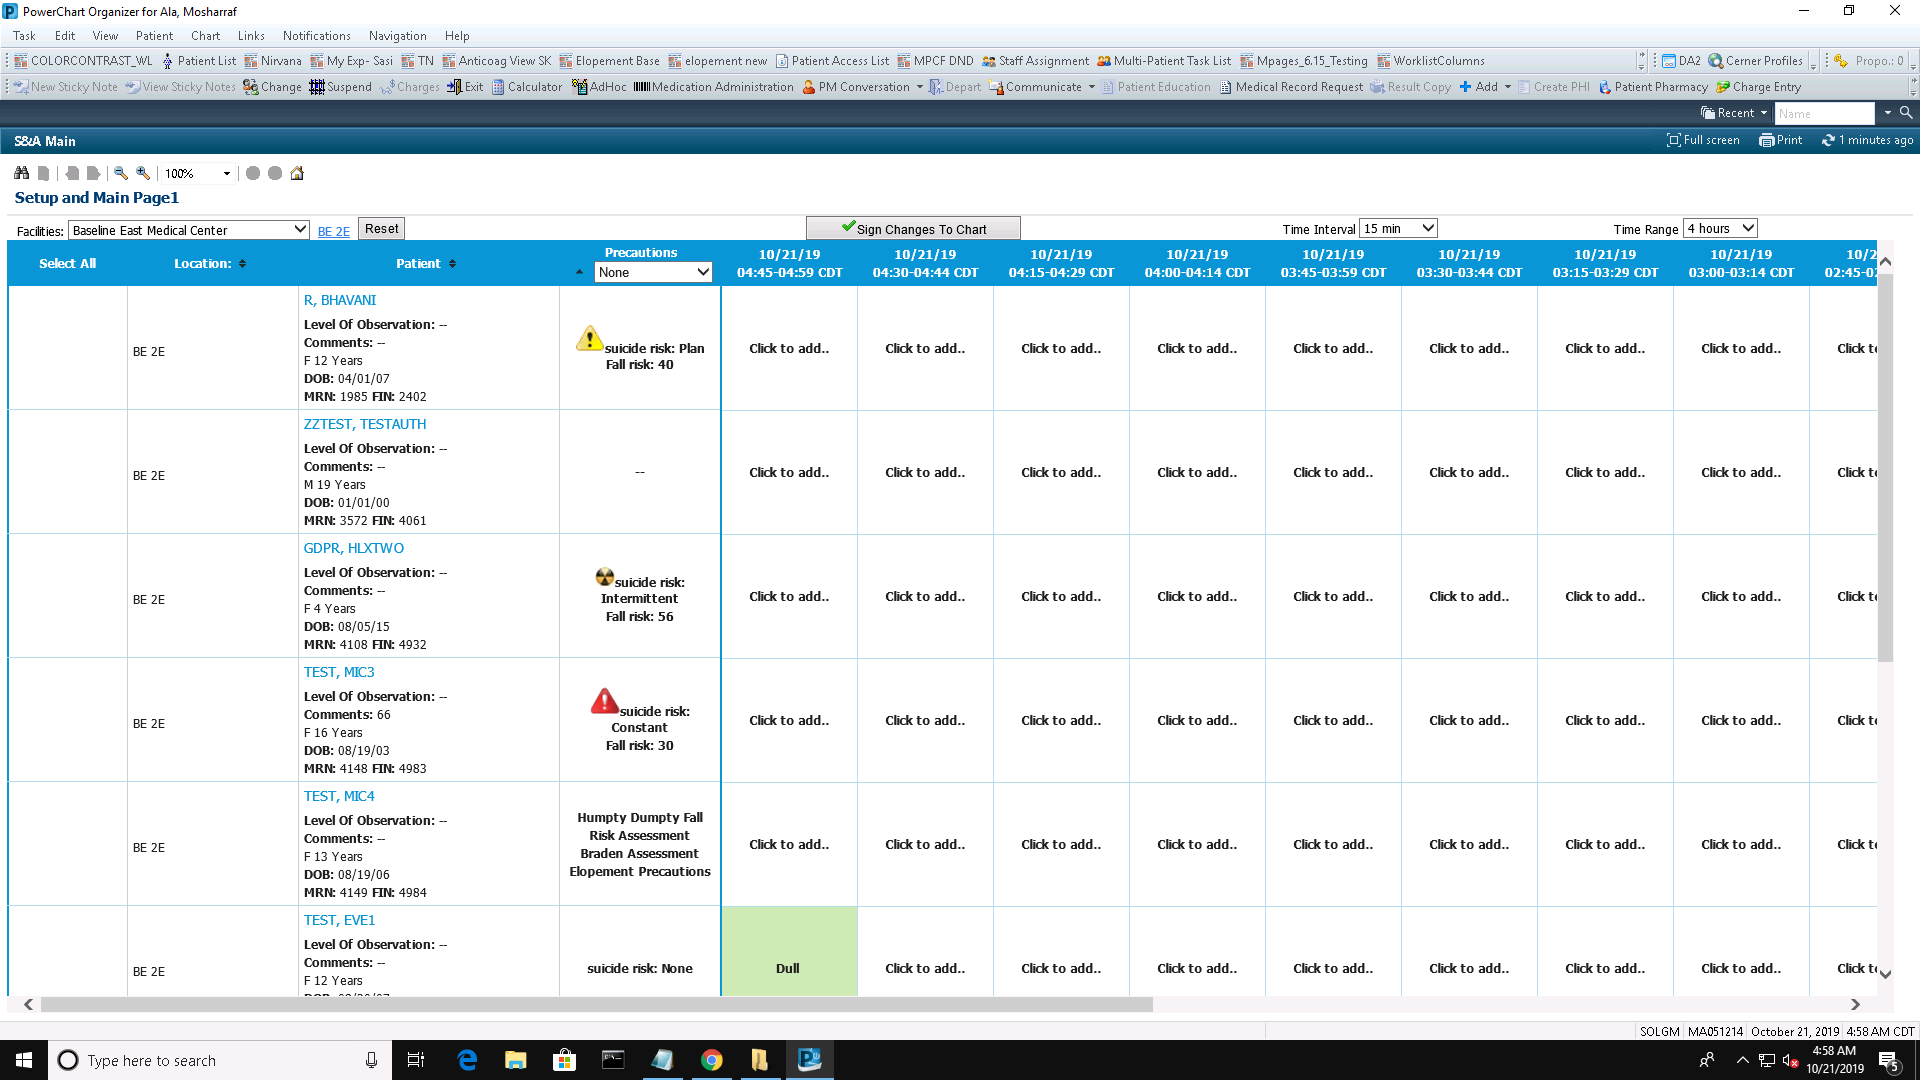 PowerChart Organizer for Ala, Mosharraf
Task Edit View Patient Chart Links Notifications Navigation Help
COLORCONTRAST_WL Patient List Nirvana My Exp- Sasi TN Anticoag View SK Elopement Base elopement new Patient Access List MPCF DND Staff Assignment Multi-Patient Task List Mpages_6.15_Testing WorklistColumns DA2 Cerner Profiles Propo.: 0
New Sticky Note View Sticky Notes Change Suspend Charges Exit Calculator AdHoc Medication Administration PM Conversation Depart Communicate Patient Education Medical Record Request Result Copy Add Create PHI Patient Pharmacy Charge Entry
Recent Name
S&A Main Full screen Print 1 minutes ago
100%
Setup and Main Page1
Facilities: Baseline East Medical Center BE 2E Reset Sign Changes To Chart Time Interval 15 min Time Range 4 hours
Select All Location: Patient Precautions None
10/21/19 10/21/19 10/21/19 10/21/19 10/21/19 10/21/19 10/21/19 10/21/19 10/2
04:45-04:59 CDT 04:30-04:44 CDT 04:15-04:29 CDT 04:00-04:14 CDT 03:45-03:59 CDT 03:30-03:44 CDT 03:15-03:29 CDT 03:00-03:14 CDT 02:45-0
R, BHAVANI
Level Of Observation: --
Comments: --
F 12 Years
DOB: 04/01/07
MRN: 1985 FIN: 2402
BE 2E
suicide risk: Plan
Fall risk: 40
Click to add.. Click to add.. Click to add.. Click to add.. Click to add.. Click to add.. Click to add.. Click to add.. Click t
ZZTEST, TESTAUTH
Level Of Observation: --
Comments: --
M 19 Years
DOB: 01/01/00
MRN: 3572 FIN: 4061
BE 2E
--
Click to add.. Click to add.. Click to add.. Click to add.. Click to add.. Click to add.. Click to add.. Click to add.. Click t
GDPR, HLXTWO
Level Of Observation: --
Comments: --
F 4 Years
DOB: 08/05/15
MRN: 4108 FIN: 4932
BE 2E
suicide risk:
Intermittent
Fall risk: 56
Click to add.. Click to add.. Click to add.. Click to add.. Click to add.. Click to add.. Click to add.. Click to add.. Click t
TEST, MIC3
Level Of Observation: --
Comments: 66
F 16 Years
DOB: 08/19/03
MRN: 4148 FIN: 4983
BE 2E
suicide risk:
Constant
Fall risk: 30
Click to add.. Click to add.. Click to add.. Click to add.. Click to add.. Click to add.. Click to add.. Click to add.. Click t
TEST, MIC4
Level Of Observation: --
Comments: --
F 13 Years
DOB: 08/19/06
MRN: 4149 FIN: 4984
BE 2E
Humpty Dumpty Fall
Risk Assessment
Braden Assessment
Elopement Precautions
Click to add.. Click to add.. Click to add.. Click to add.. Click to add.. Click to add.. Click to add.. Click to add.. Click t
TEST, EVE1
Level Of Observation: --
Comments: --
F 12 Years
BE 2E
suicide risk: None
Dull Click to add.. Click to add.. Click to add.. Click to add.. Click to add.. Click to add.. Click to add.. Click t
SOLGM MA051214 October 21, 2019 4:58 AM CDT
Type here to search
4:58 AM
10/21/2019
5